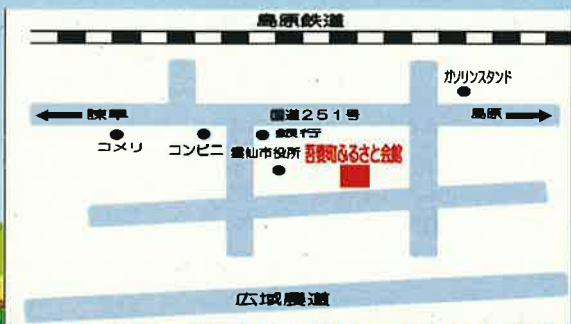 島原鉄道
ガソリンスタンド
諫早
国道251号
島原
コメリ
コンビニ
銀行
雲仙市役所
吾妻町ふるさと会館
広域農道